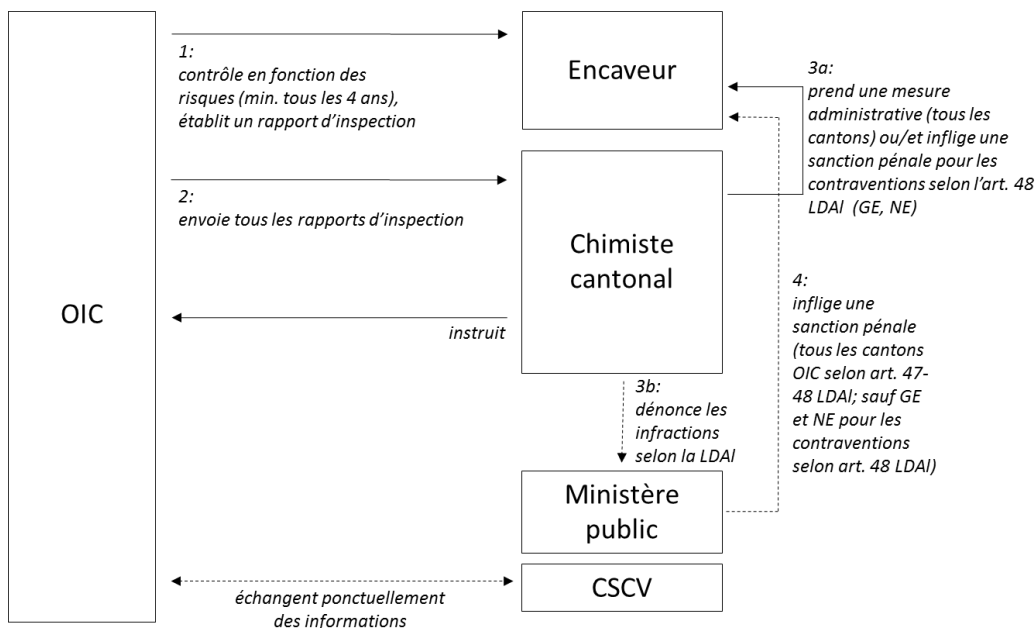 OIC
1:
contrôle en fonction des
risques (min. tous les 4 ans),
établit un rapport d’inspection
Encaveur
3a:
prend une mesure
administrative (tous les
cantons) ou/et inflige une
sanction pénale pour les
contraventions selon l’art. 48
LDAl (GE, NE)
2:
envoie tous les rapports d’inspection
Chimiste
cantonal
instruit
4:
inflige une
sanction pénale
(tous les cantons
OIC selon art. 47-
48 LDAl; sauf GE
et NE pour les
contraventions
selon art. 48 LDAl)
3b:
dénonce les
infractions
selon la LDAl
Ministère
public
CSCV
échangent ponctuellement
des informations